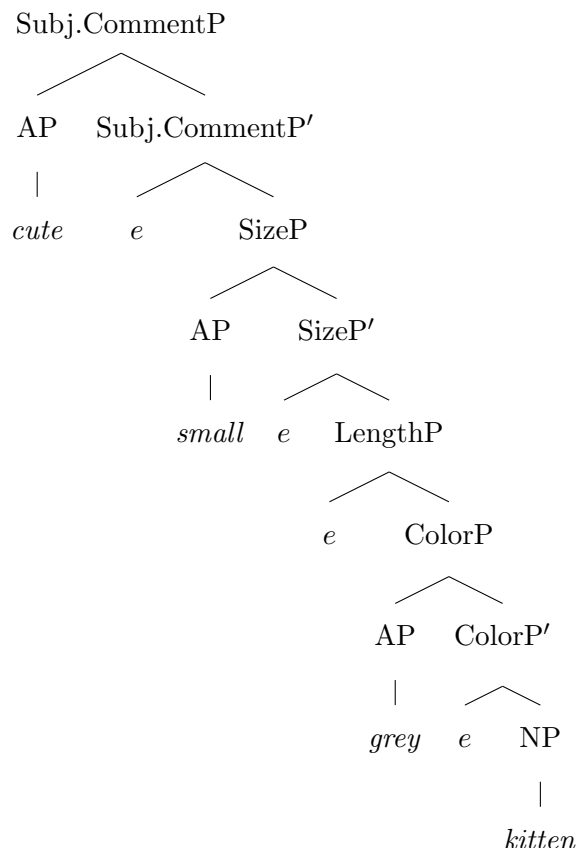 Subj.CommentP
AP Subj.CommentP′
cute e SizeP
AP SizeP′
small e LengthP
e ColorP
AP ColorP′
grey e NP
kitten